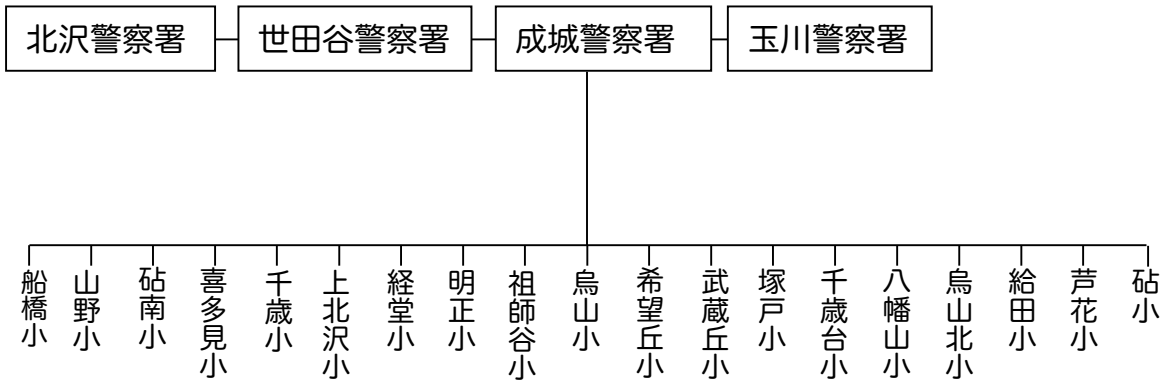 北沢警察署
世田谷警察署
成城警察署
玉川警察署
船橋小
山野小
砧南小
喜多見小
千歳小
上北沢小
経堂小
明正小
祖師谷小
烏山小
希望丘小
武蔵丘小
塚戸小
千歳台小
八幡山小
烏山北小
給田小
芦花小
砧小